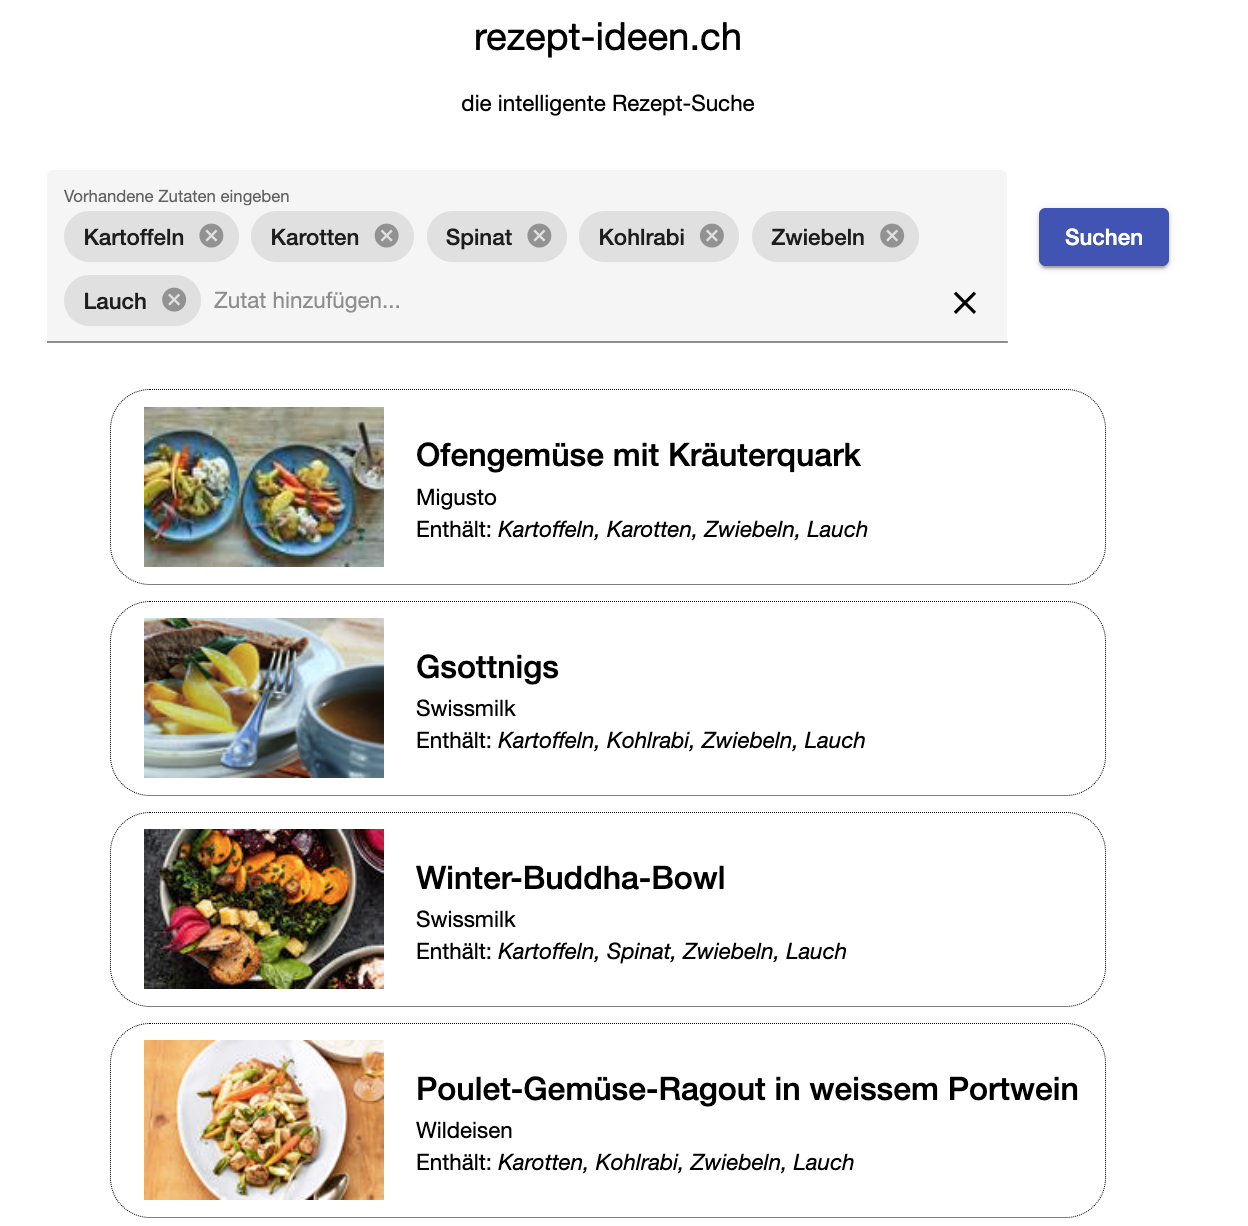 rezept-ideen.ch
die intelligente Rezept-Suche
Vorhandene Zutaten eingeben
Kartoffeln Karotten Spinat Kohlrabi Zwiebeln
Suchen
Lauch Zutat hinzufügen...
Ofengemüse mit Kräuterquark
Migusto
Enthält: Kartoffeln, Karotten, Zwiebeln, Lauch
Gsottnigs
Swissmilk
Enthält: Kartoffeln, Kohlrabi, Zwiebeln, Lauch
Winter-Buddha-Bowl
Swissmilk
Enthält: Kartoffeln, Spinat, Zwiebeln, Lauch
Poulet-Gemüse-Ragout in weissem Portwein
Wildeisen
Enthält: Karotten, Kohlrabi, Zwiebeln, Lauch